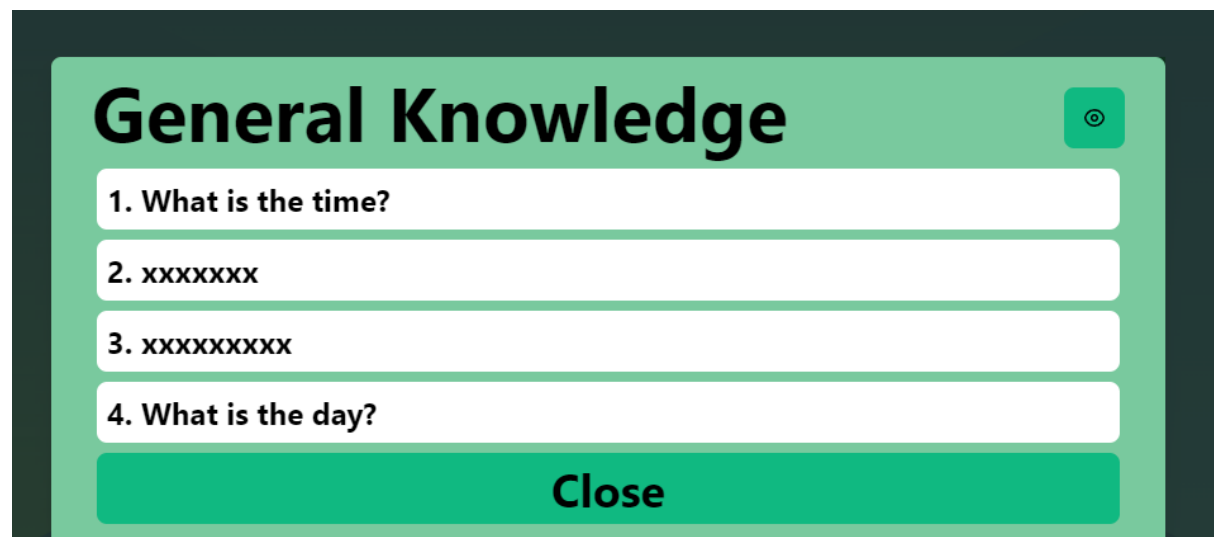 General Knowledge
1. What is the time?
2. xxxxxxx
3. xxxxxxxxx
4. What is the day?
Close